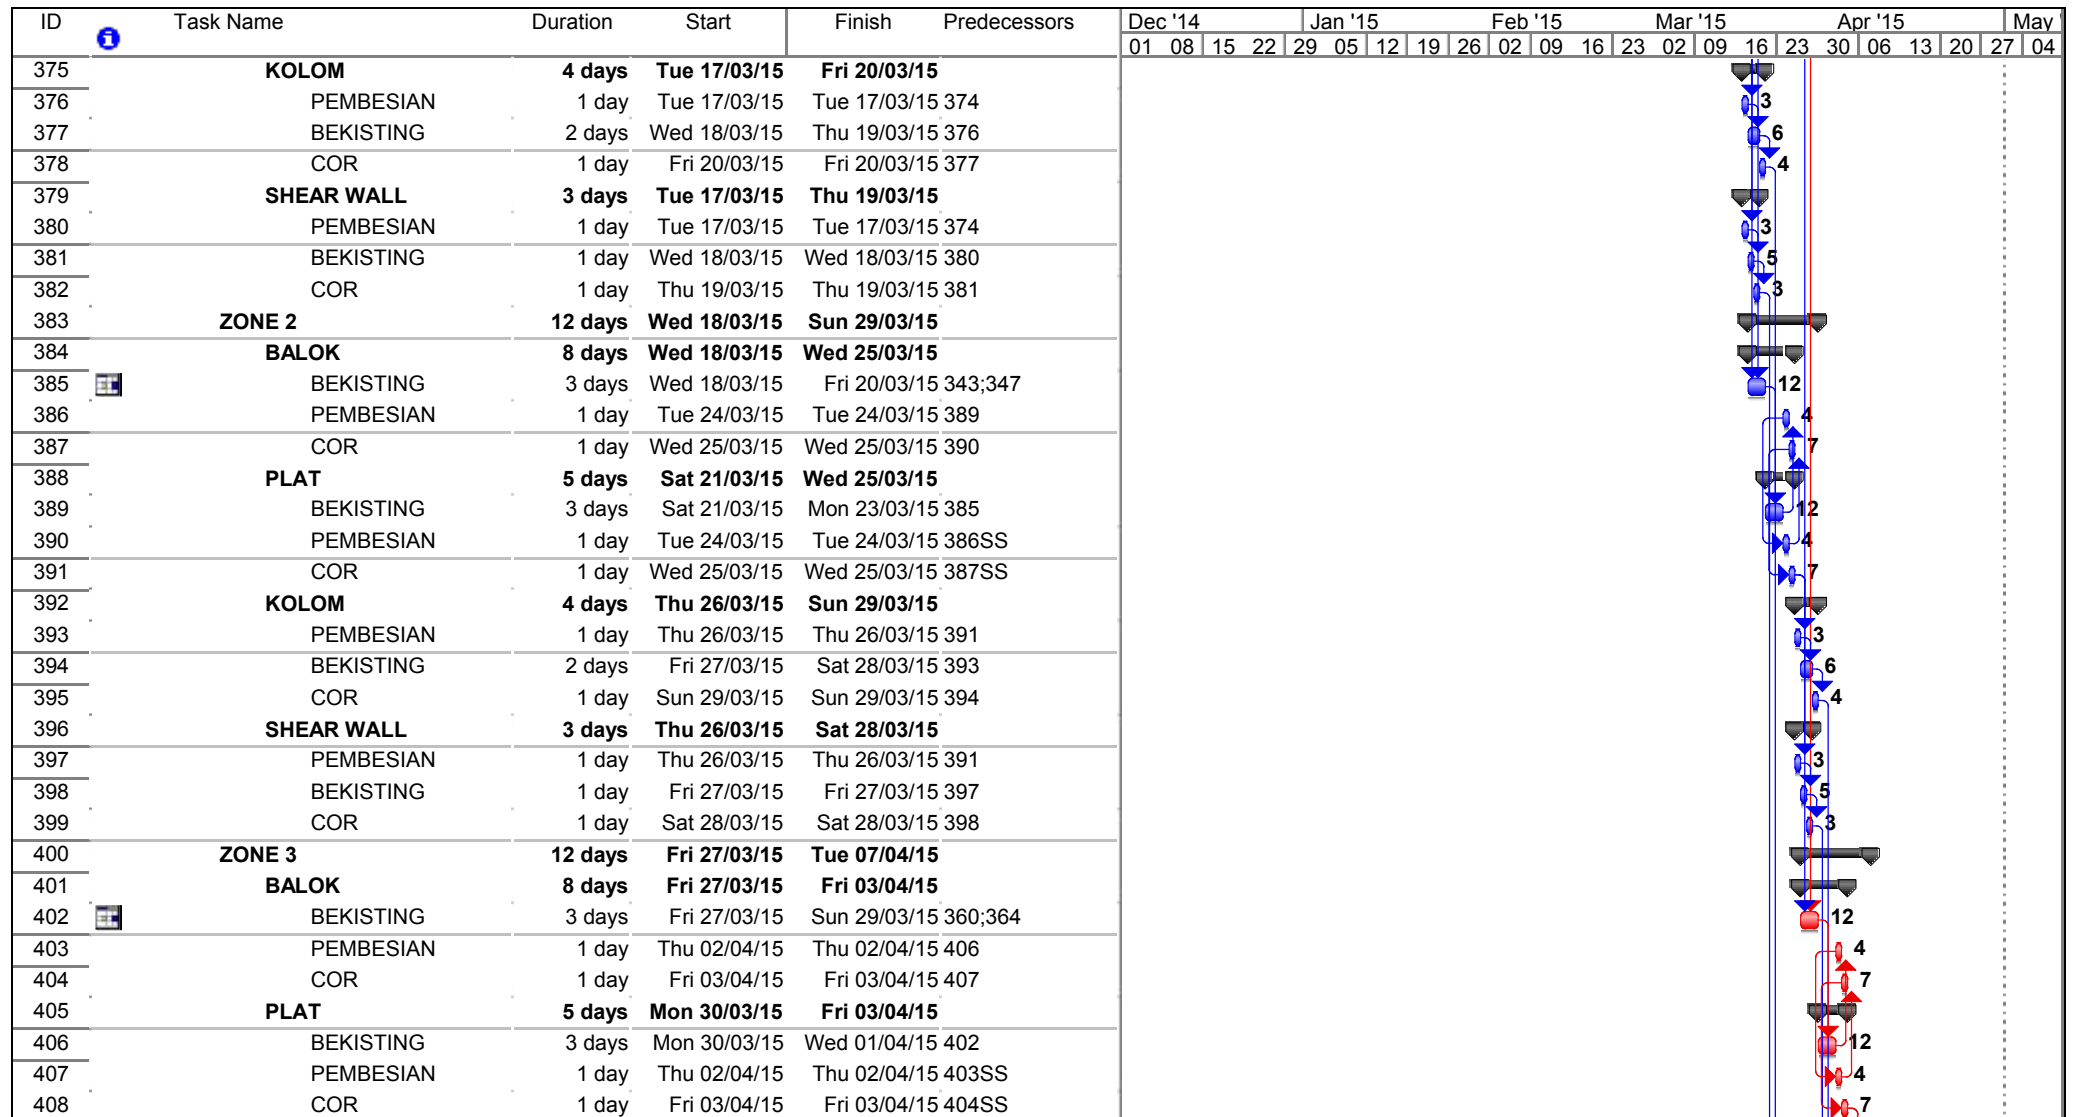 ID Task Name Duration Start Finish Predecessors Dec '14 Jan '15 Feb '15 Mar '15 Apr '15 May '
01 08 15 22 29 05 12 19 26 02 09 16 23 02 09 16 23 30 06 13 20 27 04
375 KOLOM 4 days Tue 17/03/15 Fri 20/03/15
376 PEMBESIAN 1 day Tue 17/03/15 Tue 17/03/15 374 3
377 BEKISTING 2 days Wed 18/03/15 Thu 19/03/15 376 6
378 COR 1 day Fri 20/03/15 Fri 20/03/15 377 4
379 SHEAR WALL 3 days Tue 17/03/15 Thu 19/03/15
380 PEMBESIAN 1 day Tue 17/03/15 Tue 17/03/15 374 3
381 BEKISTING 1 day Wed 18/03/15 Wed 18/03/15 380 5
382 COR 1 day Thu 19/03/15 Thu 19/03/15 381 3
383 ZONE 2 12 days Wed 18/03/15 Sun 29/03/15
384 BALOK 8 days Wed 18/03/15 Wed 25/03/15
385 BEKISTING 3 days Wed 18/03/15 Fri 20/03/15 343;347 12
386 PEMBESIAN 1 day Tue 24/03/15 Tue 24/03/15 389 4
387 COR 1 day Wed 25/03/15 Wed 25/03/15 390 7
388 PLAT 5 days Sat 21/03/15 Wed 25/03/15
389 BEKISTING 3 days Sat 21/03/15 Mon 23/03/15 385 12
390 PEMBESIAN 1 day Tue 24/03/15 Tue 24/03/15 386SS 4
391 COR 1 day Wed 25/03/15 Wed 25/03/15 387SS 7
392 KOLOM 4 days Thu 26/03/15 Sun 29/03/15
393 PEMBESIAN 1 day Thu 26/03/15 Thu 26/03/15 391 3
394 BEKISTING 2 days Fri 27/03/15 Sat 28/03/15 393 6
395 COR 1 day Sun 29/03/15 Sun 29/03/15 394 4
396 SHEAR WALL 3 days Thu 26/03/15 Sat 28/03/15
397 PEMBESIAN 1 day Thu 26/03/15 Thu 26/03/15 391 3
398 BEKISTING 1 day Fri 27/03/15 Fri 27/03/15 397 5
399 COR 1 day Sat 28/03/15 Sat 28/03/15 398 3
400 ZONE 3 12 days Fri 27/03/15 Tue 07/04/15
401 BALOK 8 days Fri 27/03/15 Fri 03/04/15
402 BEKISTING 3 days Fri 27/03/15 Sun 29/03/15 360;364 12
403 PEMBESIAN 1 day Thu 02/04/15 Thu 02/04/15 406 4
404 COR 1 day Fri 03/04/15 Fri 03/04/15 407 7
405 PLAT 5 days Mon 30/03/15 Fri 03/04/15
406 BEKISTING 3 days Mon 30/03/15 Wed 01/04/15 402 12
407 PEMBESIAN 1 day Thu 02/04/15 Thu 02/04/15 403SS 4
408 COR 1 day Fri 03/04/15 Fri 03/04/15 404SS 7